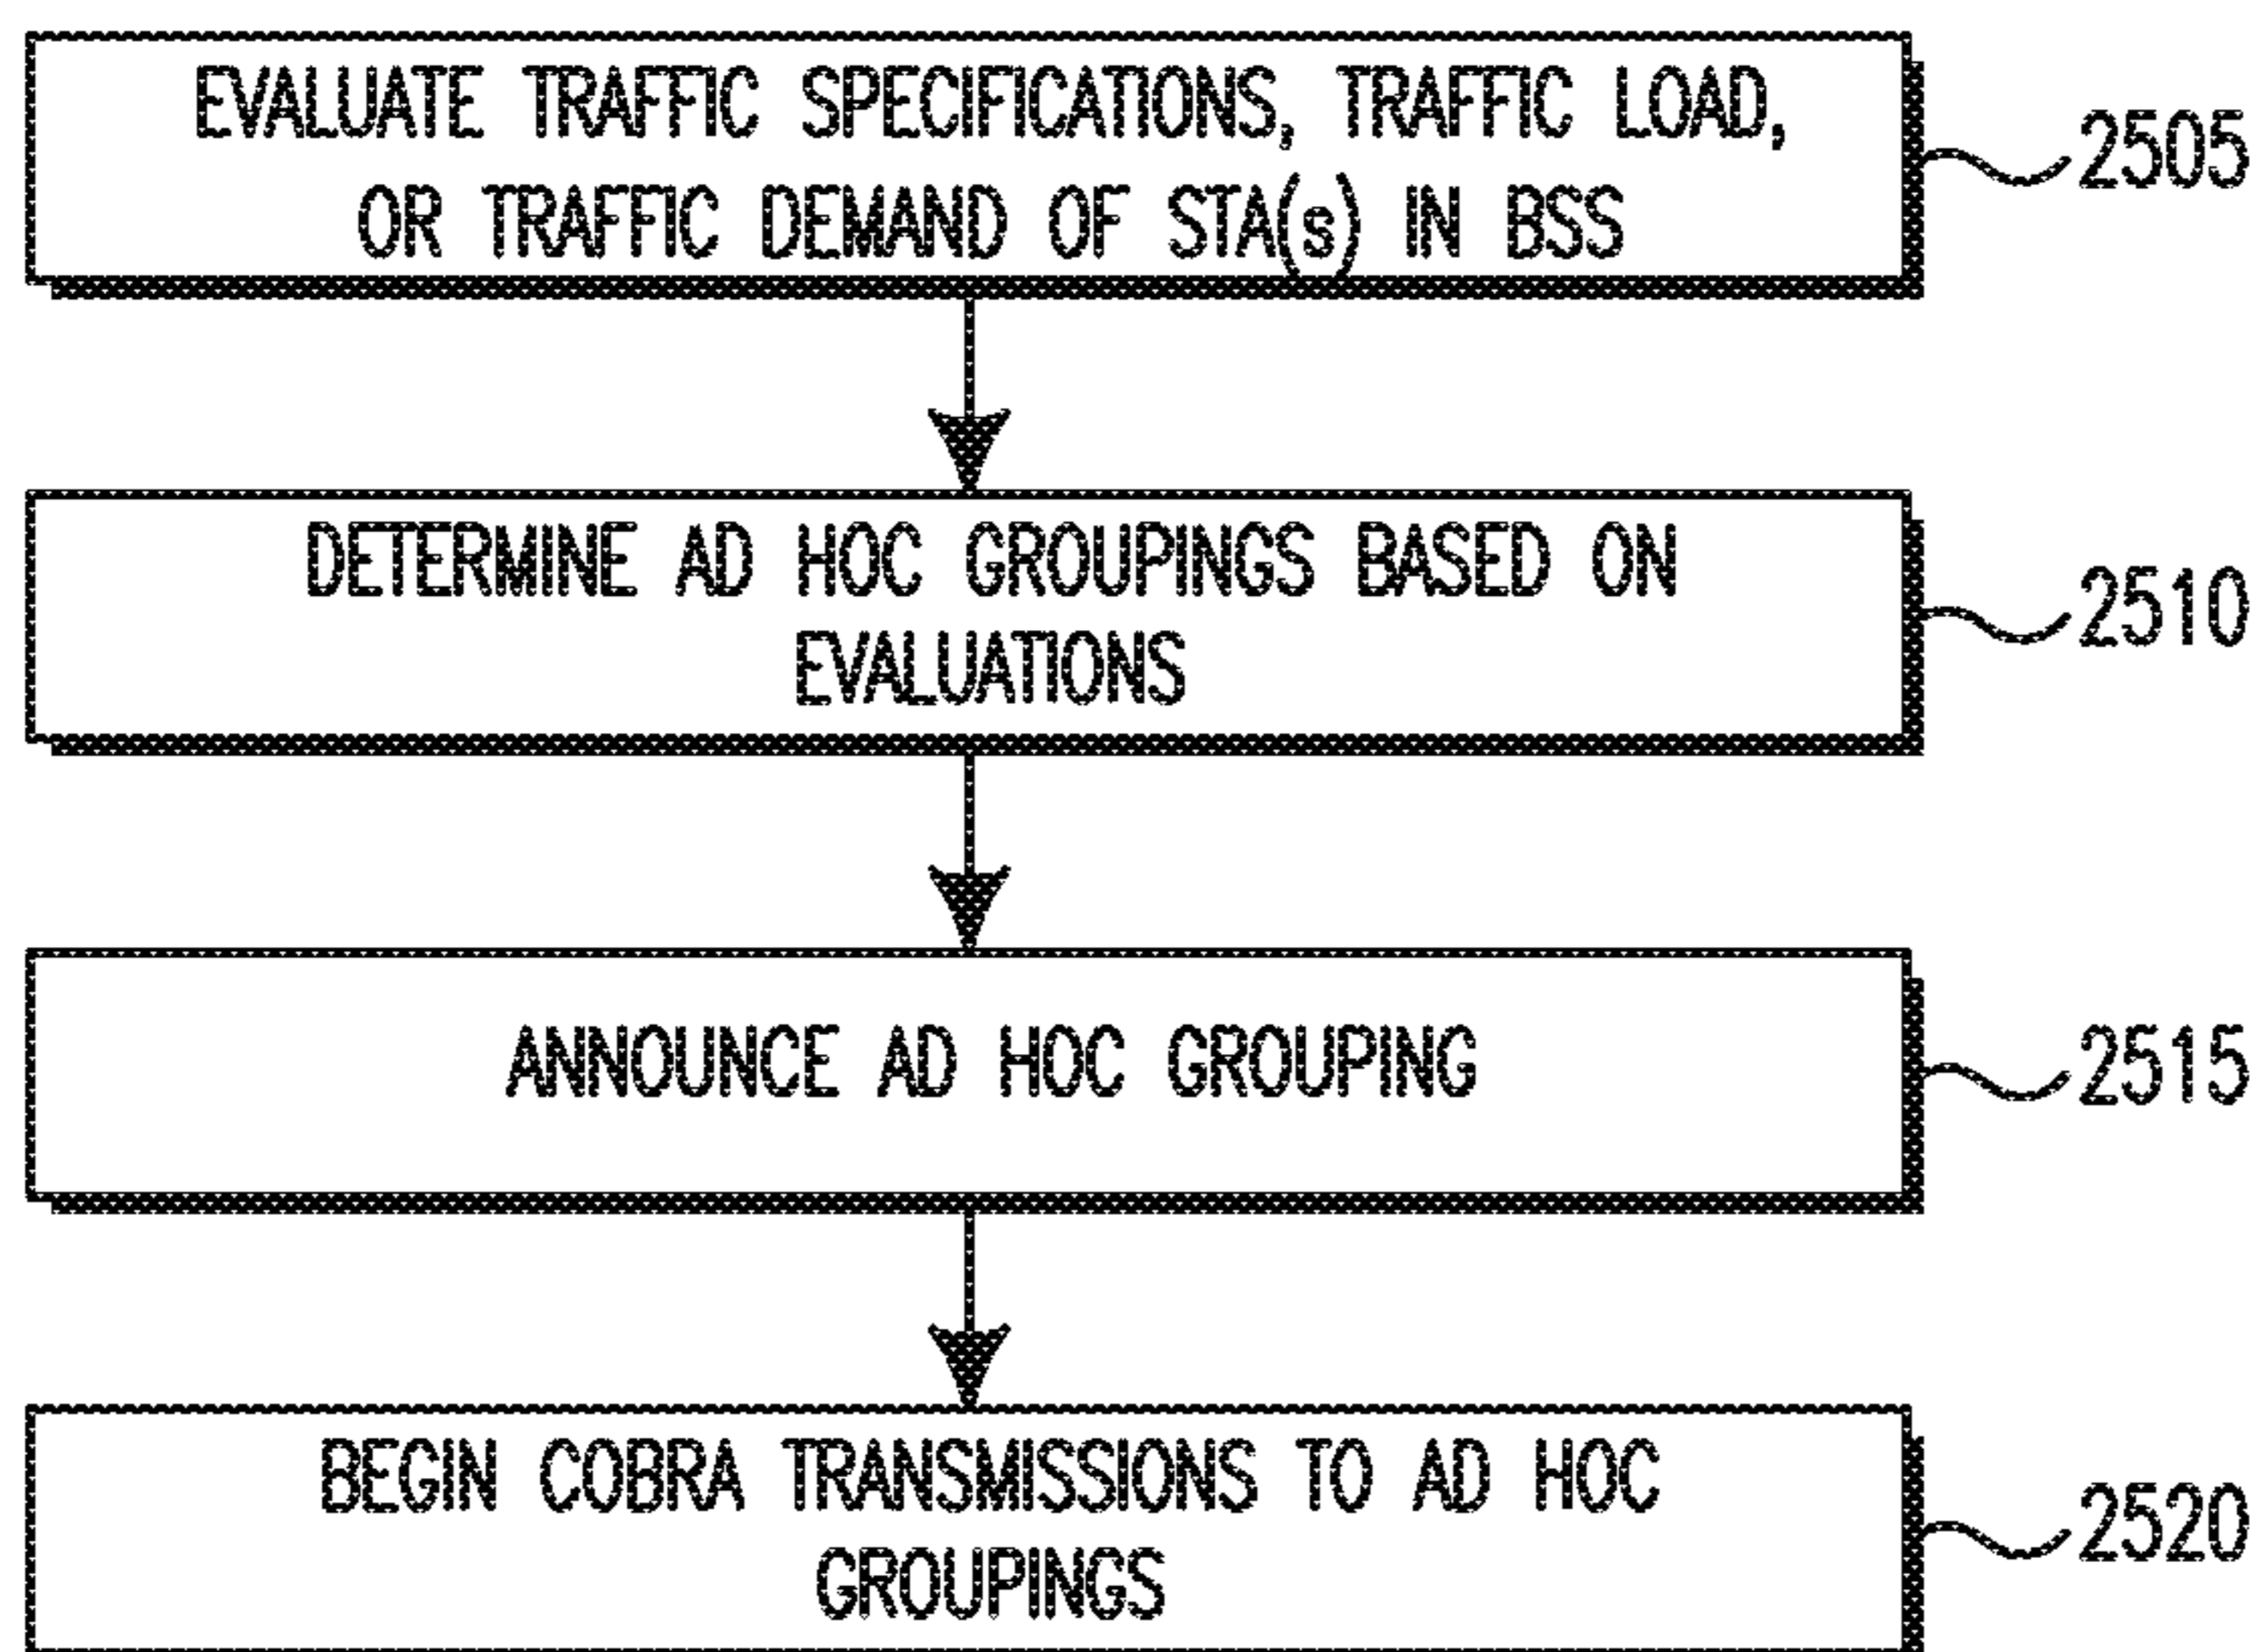 EVALUATE TRAFFIC SPECIFICATIONS, TRAFFIC LOAD,
OR TRAFFIC DEMAND OF STA(s) IN BSS
2505
DETERMINE AD HOC GROUPINGS BASED ON
EVALUATIONS
2510
ANNOUNCE AD HOC GROUPING
2515
BEGIN COBRA TRANSMISSIONS TO AD HOC
GROUPINGS
2520